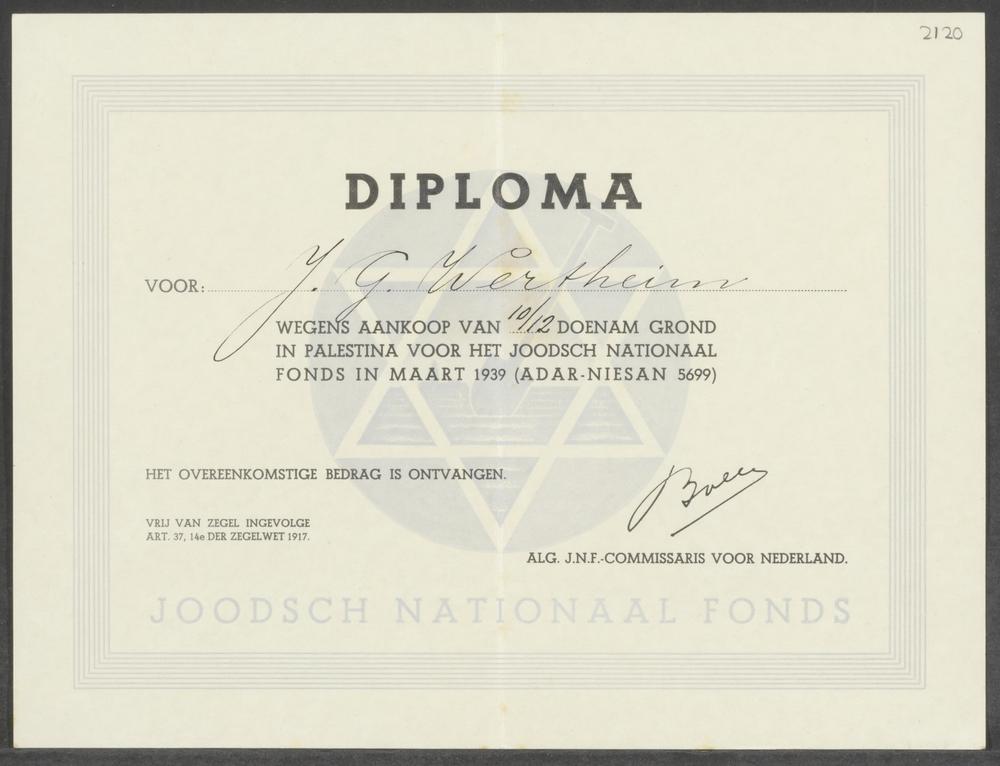 2120
DIPLOMA
VOOR: J. G. Wertheim
WEGENS AANKOOP VAN 10/12 DOENAM GROND
IN PALESTINA VOOR HET JOODSCH NATIONAAL
FONDS IN MAART 1939 (ADAR-NIESAN 5699)
HET OVEREENKOMSTIGE BEDRAG IS ONTVANGEN.
VRIJ VAN ZEGEL INGEVOLGE
ART. 37, 14e DER ZEGELWET 1917.
ALG. J.N.F.-COMMISSARIS VOOR NEDERLAND.
JOODSCH NATIONAAL FONDS